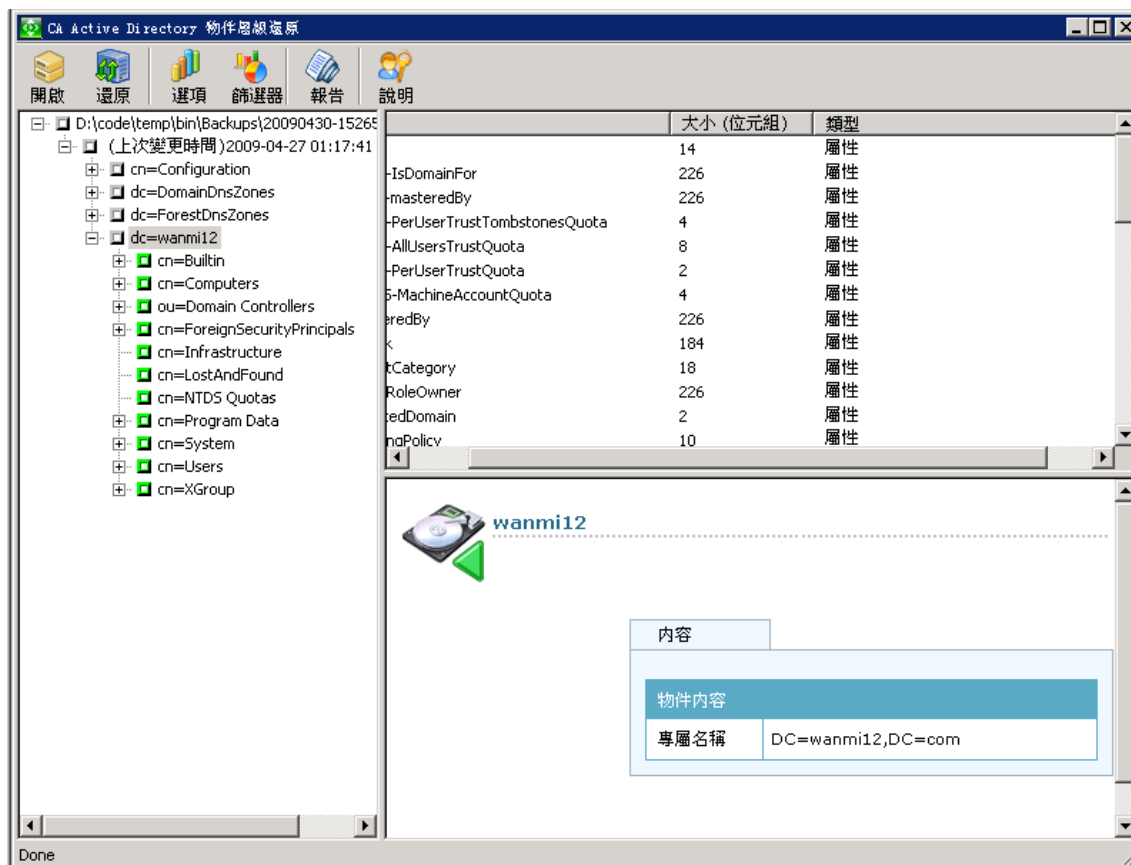 CA Active Directory 物件層級還原
開啟 還原 選項 篩選器 報告 說明
D:\code\temp\bin\Backups\20090430-15265
(上次變更時間)2009-04-27 01:17:41
cn=Configuration
dc=DomainDnsZones
dc=ForestDnsZones
dc=wanmi12
cn=Builtin
cn=Computers
ou=Domain Controllers
cn=ForeignSecurityPrincipals
cn=Infrastructure
cn=LostAndFound
cn=NTDS Quotas
cn=Program Data
cn=System
cn=Users
cn=XGroup
大小 (位元組) 類型
14 屬性
-IsDomainFor 226 屬性
-masteredBy 226 屬性
-PerUserTrustTombstonesQuota 4 屬性
-AllUsersTrustQuota 8 屬性
-PerUserTrustQuota 2 屬性
S-MachineAccountQuota 4 屬性
eredBy 226 屬性
184 屬性
tCategory 18 屬性
RoleOwner 226 屬性
tedDomain 2 屬性
ngPolicy 10 屬性
wanmi12
內容
物件內容
專屬名稱 DC=wanmi12,DC=com
Done